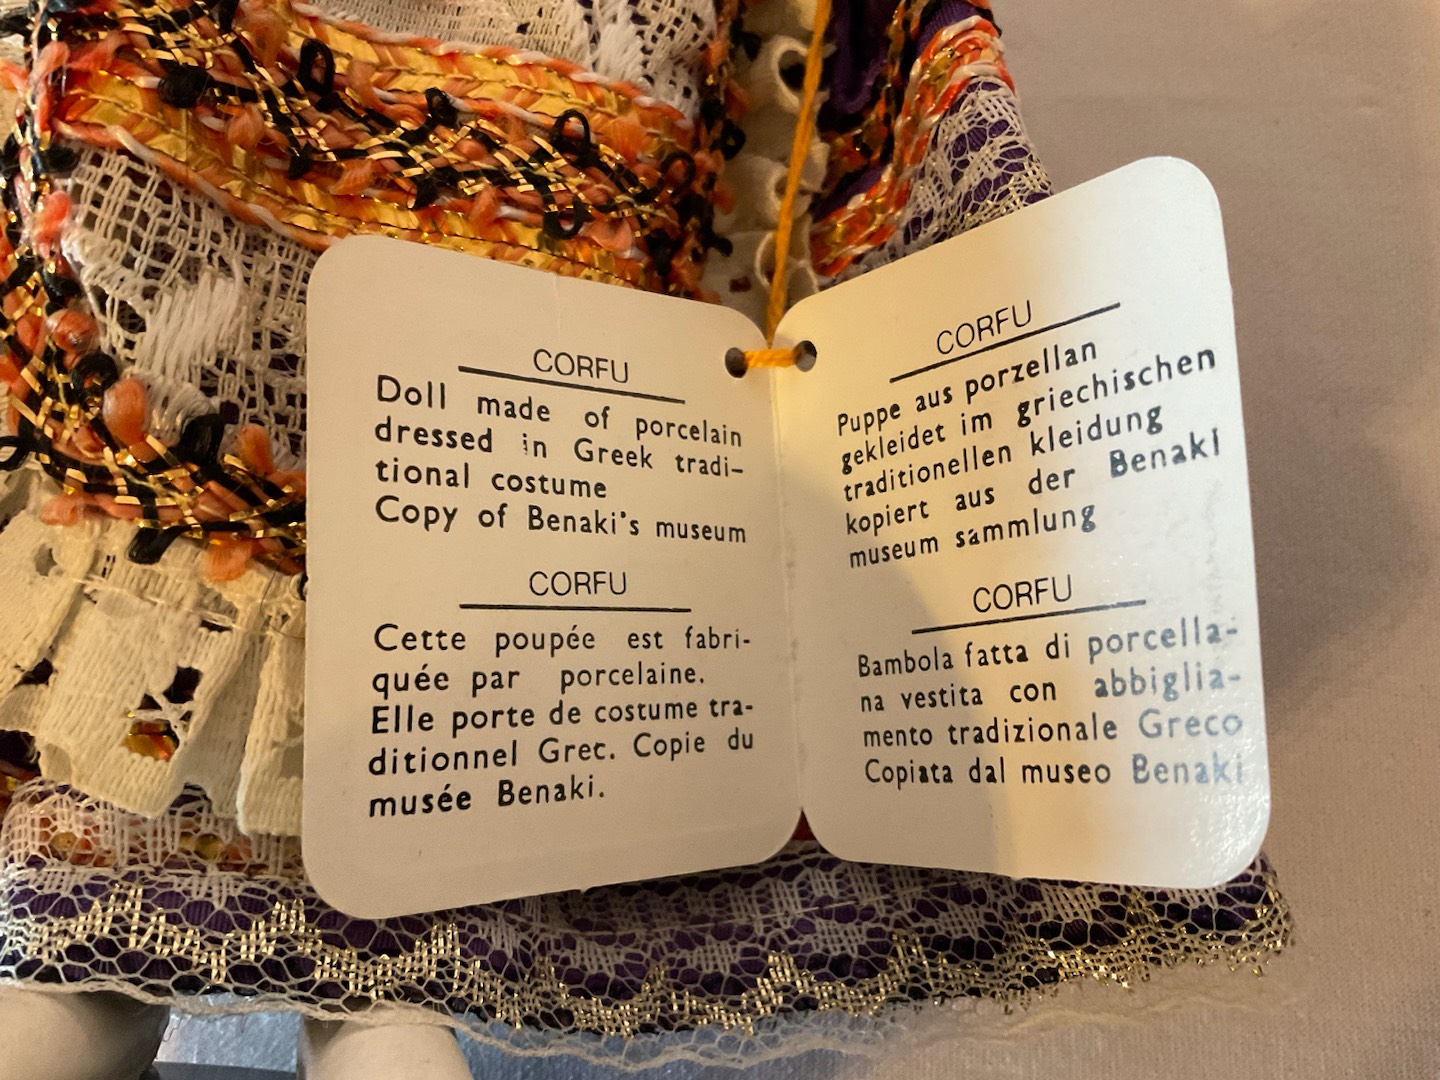 CORFU
Doll made of porcelain
dressed in Greek tradi-
tional costume
Copy of Benaki's museum
CORFU
Cette poupée est fabri-
quée par porcelaine.
Elle porte de costume tra-
ditionnel Grec. Copie du
musée Benaki.
CORFU
Puppe aus porzellan
gekleidet im griechischen
traditionellen kleidung
kopiert aus der Benaki
museum sammlung
CORFU
Bambola fatta di porcella-
na vestita con abbiglia-
mento tradizionale Greco
Copiata dal museo Benaki